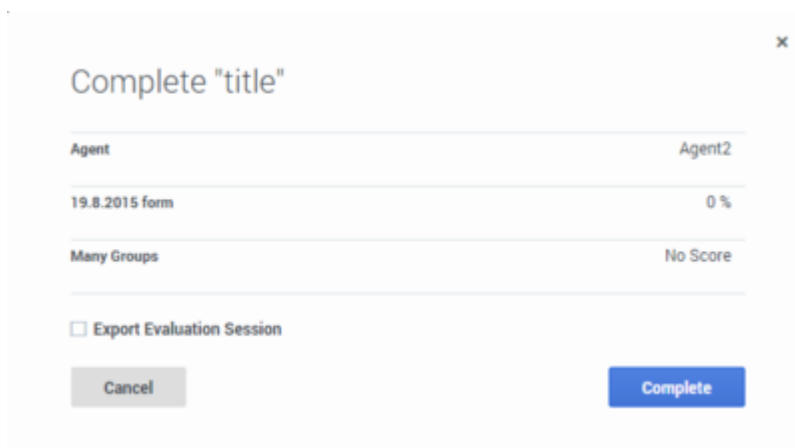 Complete "title"
Agent Agent2
19.8.2015 form 0 %
Many Groups No Score
Export Evaluation Session
Cancel Complete